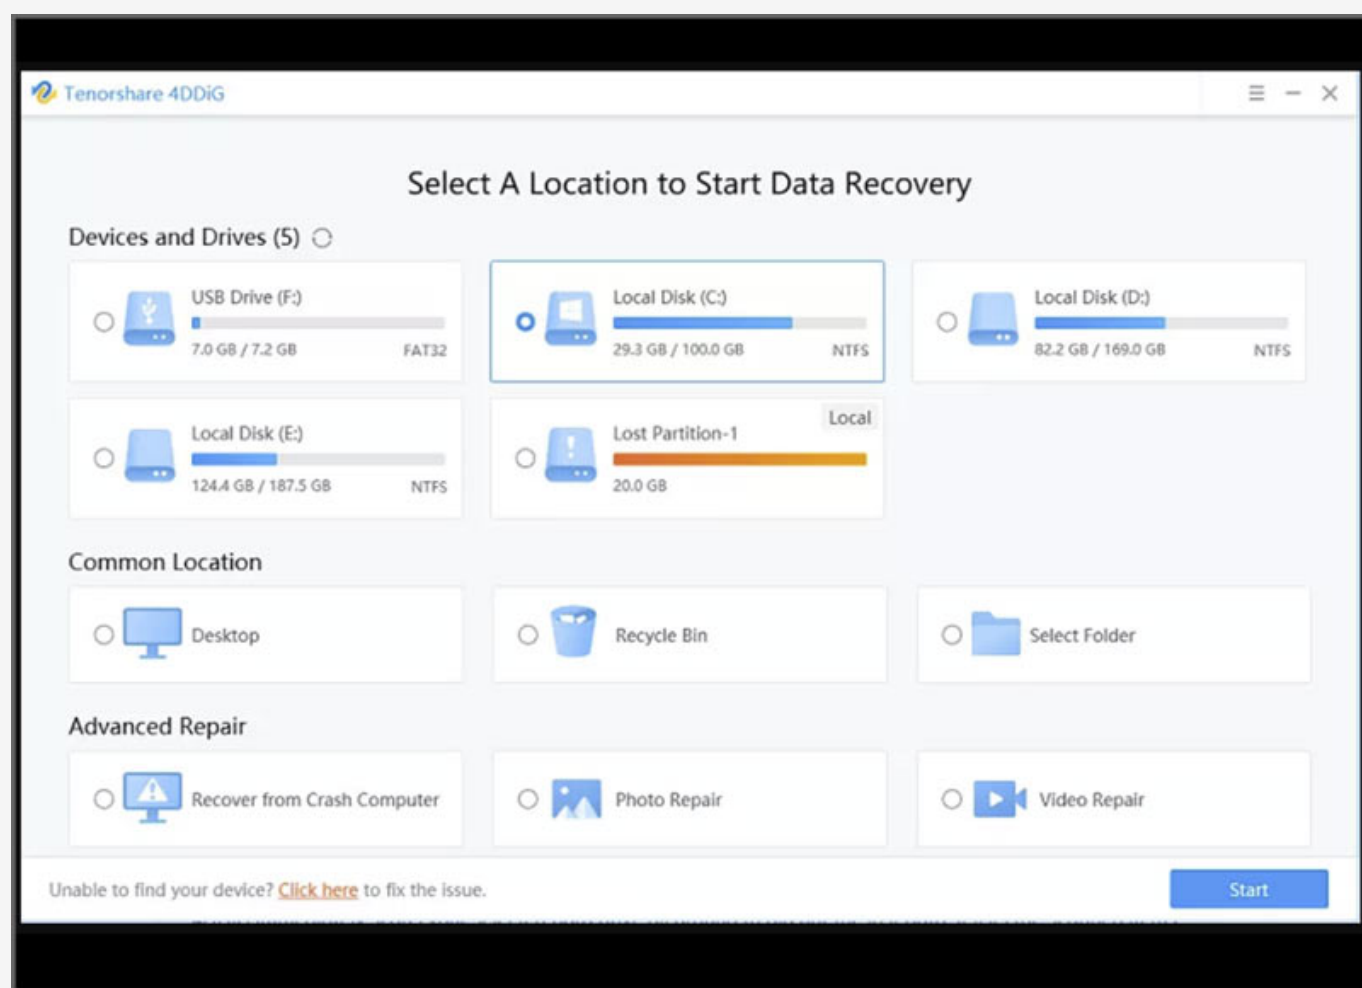 Tenorshare 4DDiG
Select A Location to Start Data Recovery
Devices and Drives (5)
USB Drive (F:)
7.0 GB / 7.2 GB FAT32
Local Disk (C:)
29.3 GB / 100.0 GB NTFS
Local Disk (D:)
82.2 GB / 169.0 GB NTFS
Local Disk (E:)
124.4 GB / 187.5 GB NTFS
Local
Lost Partition-1
20.0 GB
Common Location
Desktop
Recycle Bin
Select Folder
Advanced Repair
Recover from Crash Computer
Photo Repair
Video Repair
Unable to find your device? Click here to fix the issue.
Start